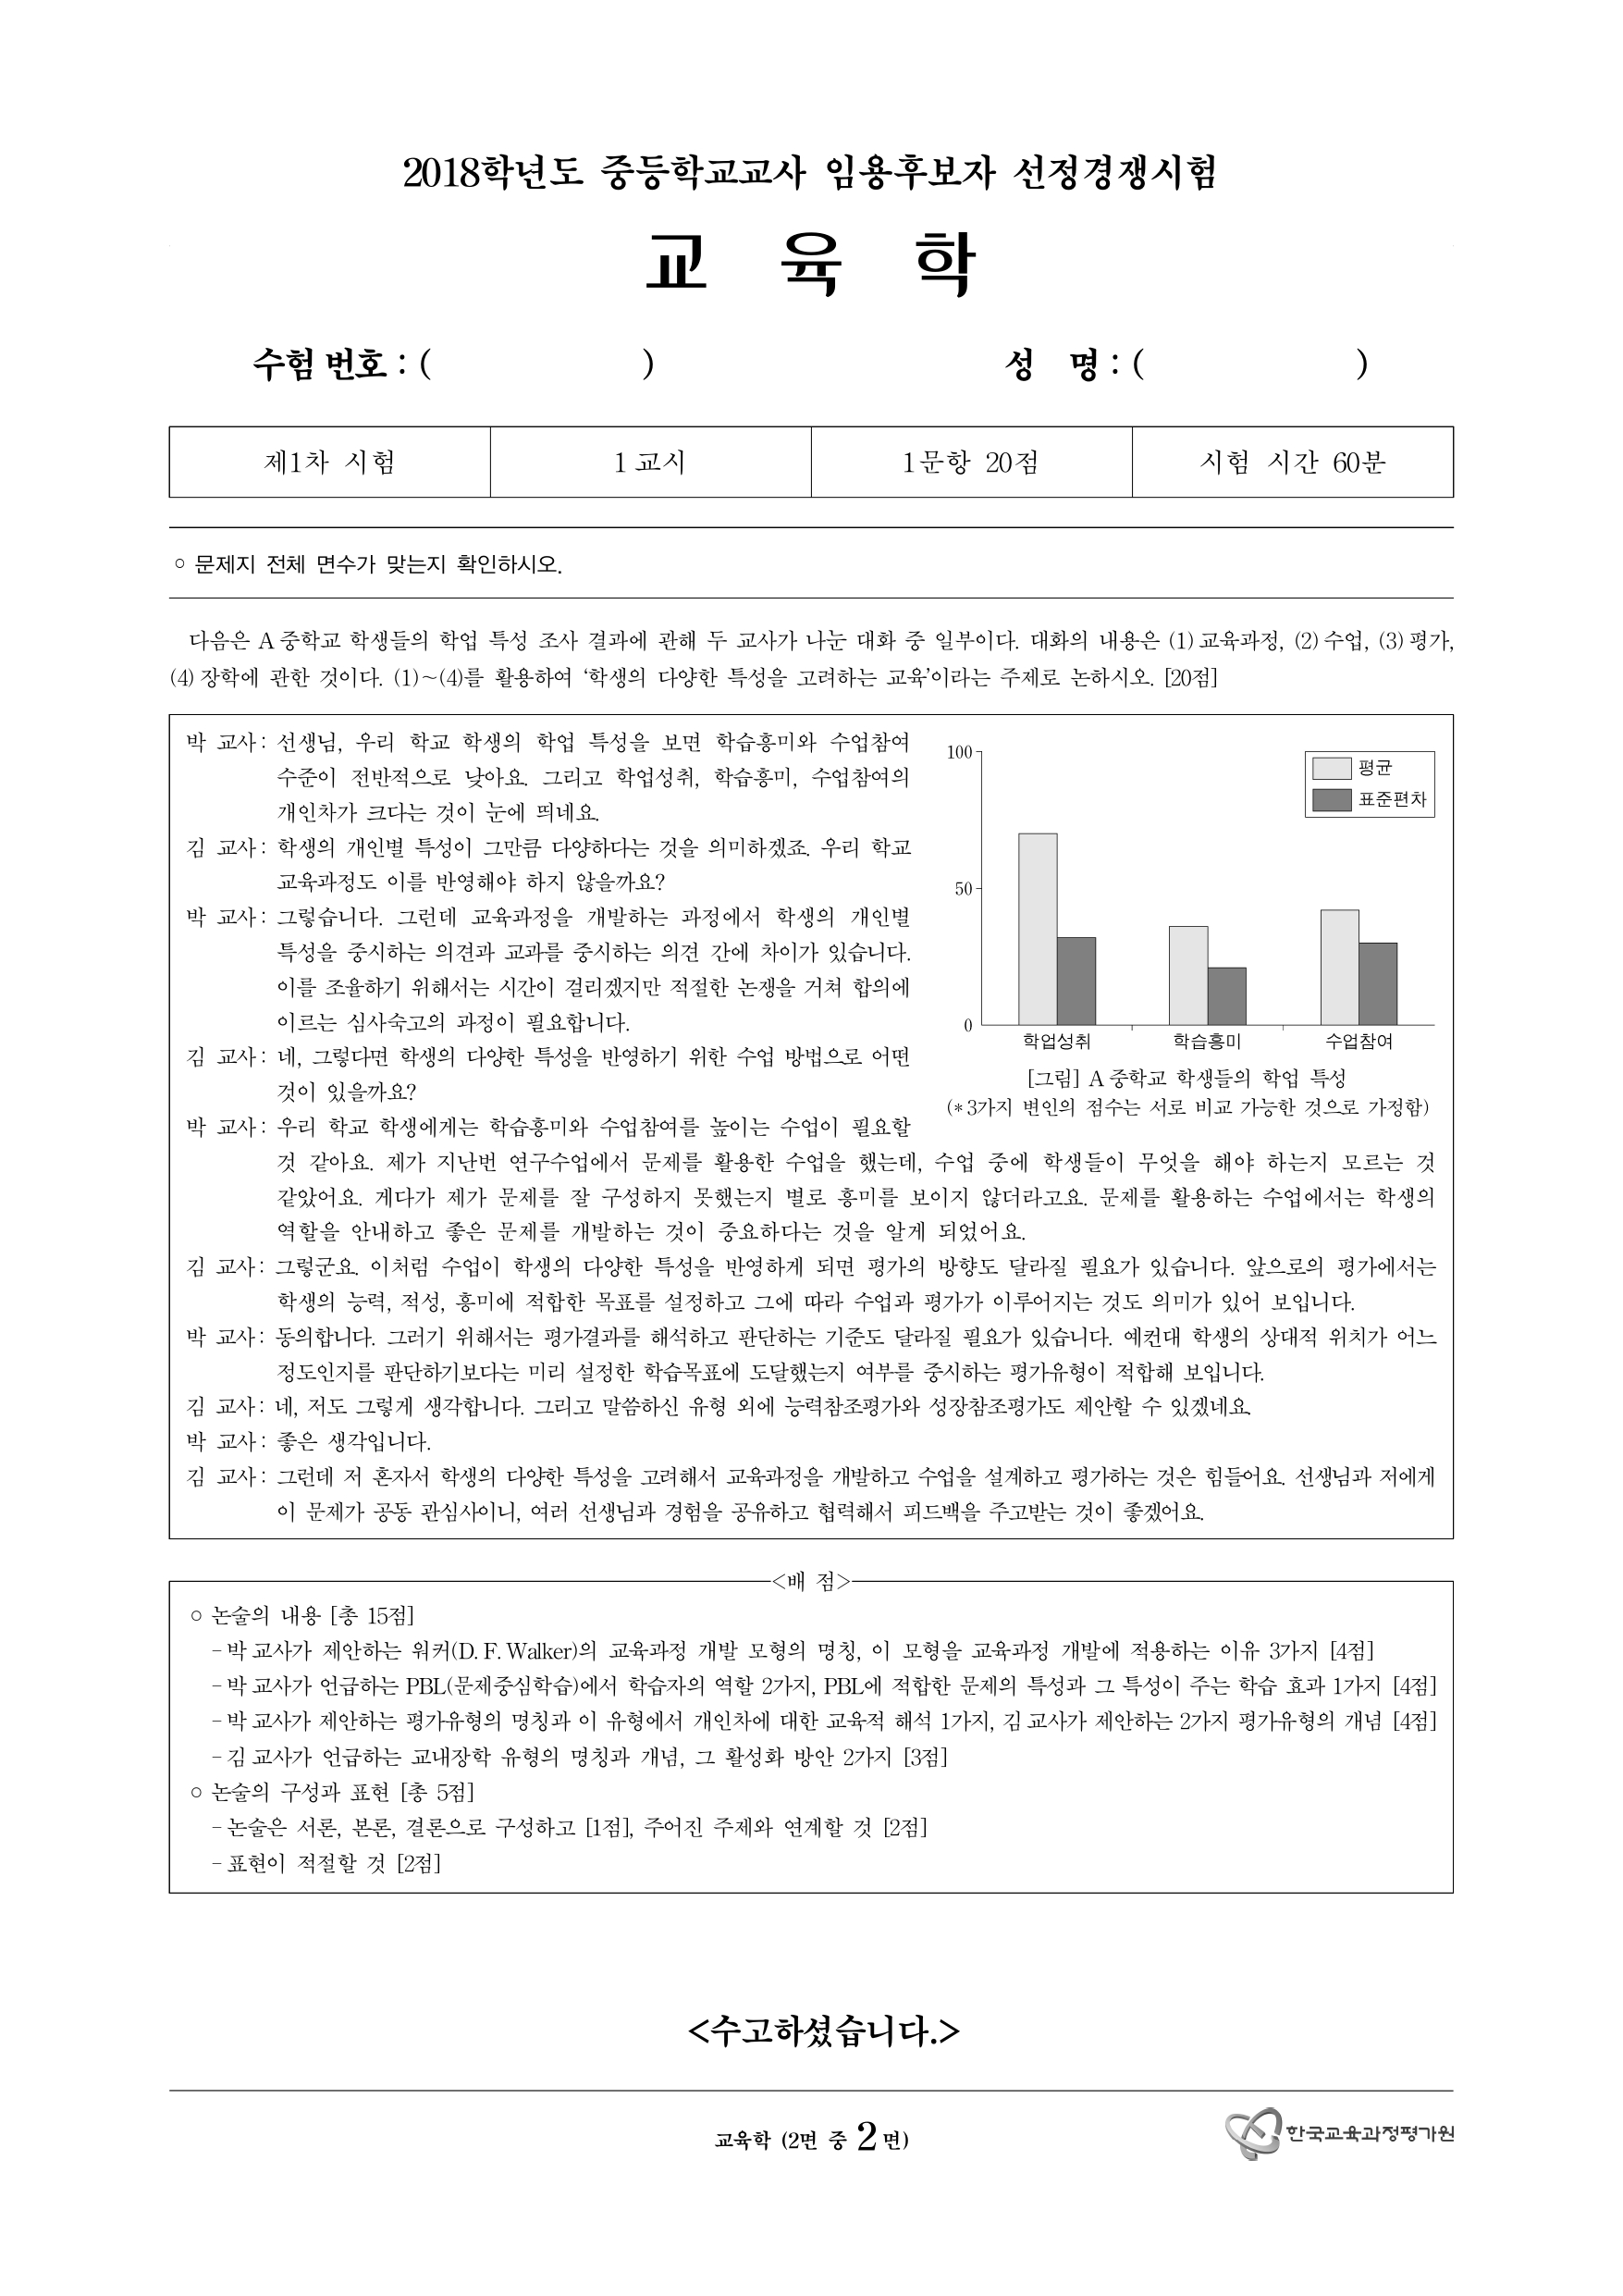 2018학년도 중등학교교사 임용후보자 선정경쟁시험
교 육 학
수험 번호 : ( )
성 명 : ( )
제1차 시험
1 교시
1문항 20점
시험 시간 60분
○ 문제지 전체 면수가 맞는지 확인하시오.
다음은 A 중학교 학생들의 학업 특성 조사 결과에 관해 두 교사가 나눈 대화 중 일부이다. 대화의 내용은 (1) 교육과정, (2) 수업, (3) 평가,
(4) 장학에 관한 것이다. (1)~(4)를 활용하여 ‘학생의 다양한 특성을 고려하는 교육’이라는 주제로 논하시오. [20점]
박 교사 : 선생님, 우리 학교 학생의 학업 특성을 보면 학습흥미와 수업참여
수준이 전반적으로 낮아요. 그리고 학업성취, 학습흥미, 수업참여의
개인차가 크다는 것이 눈에 띄네요.
김 교사 : 학생의 개인별 특성이 그만큼 다양하다는 것을 의미하겠죠. 우리 학교
교육과정도 이를 반영해야 하지 않을까요?
박 교사 : 그렇습니다. 그런데 교육과정을 개발하는 과정에서 학생의 개인별
특성을 중시하는 의견과 교과를 중시하는 의견 간에 차이가 있습니다.
이를 조율하기 위해서는 시간이 걸리겠지만 적절한 논쟁을 거쳐 합의에
이르는 심사숙고의 과정이 필요합니다.
김 교사 : 네, 그렇다면 학생의 다양한 특성을 반영하기 위한 수업 방법으로 어떤
것이 있을까요?
박 교사 : 우리 학교 학생에게는 학습흥미와 수업참여를 높이는 수업이 필요할
100
50
0
평균
표준편차
학업성취
학습흥미
수업참여
[그림] A 중학교 학생들의 학업 특성
(* 3가지 변인의 점수는 서로 비교 가능한 것으로 가정함)
것 같아요. 제가 지난번 연구수업에서 문제를 활용한 수업을 했는데, 수업 중에 학생들이 무엇을 해야 하는지 모르는 것
같았어요. 게다가 제가 문제를 잘 구성하지 못했는지 별로 흥미를 보이지 않더라고요. 문제를 활용하는 수업에서는 학생의
역할을 안내하고 좋은 문제를 개발하는 것이 중요하다는 것을 알게 되었어요.
김 교사 : 그렇군요. 이처럼 수업이 학생의 다양한 특성을 반영하게 되면 평가의 방향도 달라질 필요가 있습니다. 앞으로의 평가에서는
학생의 능력, 적성, 흥미에 적합한 목표를 설정하고 그에 따라 수업과 평가가 이루어지는 것도 의미가 있어 보입니다.
박 교사 : 동의합니다. 그러기 위해서는 평가결과를 해석하고 판단하는 기준도 달라질 필요가 있습니다. 예컨대 학생의 상대적 위치가 어느
정도인지를 판단하기보다는 미리 설정한 학습목표에 도달했는지 여부를 중시하는 평가유형이 적합해 보입니다.
김 교사 : 네, 저도 그렇게 생각합니다. 그리고 말씀하신 유형 외에 능력참조평가와 성장참조평가도 제안할 수 있겠네요.
박 교사 : 좋은 생각입니다.
김 교사 : 그런데 저 혼자서 학생의 다양한 특성을 고려해서 교육과정을 개발하고 수업을 설계하고 평가하는 것은 힘들어요. 선생님과 저에게
이 문제가 공동 관심사이니, 여러 선생님과 경험을 공유하고 협력해서 피드백을 주고받는 것이 좋겠어요.
<배 점>
○ 논술의 내용 [총 15점]
- 박 교사가 제안하는 워커(D. F. Walker)의 교육과정 개발 모형의 명칭, 이 모형을 교육과정 개발에 적용하는 이유 3가지 [4점]
- 박 교사가 언급하는 PBL(문제중심학습)에서 학습자의 역할 2가지, PBL에 적합한 문제의 특성과 그 특성이 주는 학습 효과 1가지 [4점]
- 박 교사가 제안하는 평가유형의 명칭과 이 유형에서 개인차에 대한 교육적 해석 1가지, 김 교사가 제안하는 2가지 평가유형의 개념 [4점]
- 김 교사가 언급하는 교내장학 유형의 명칭과 개념, 그 활성화 방안 2가지 [3점]
○ 논술의 구성과 표현 [총 5점]
- 논술은 서론, 본론, 결론으로 구성하고 [1점], 주어진 주제와 연계할 것 [2점]
- 표현이 적절할 것 [2점]
<수고하셨습니다.>
교육학 (2면 중 2 면)
한국교육과정평가원